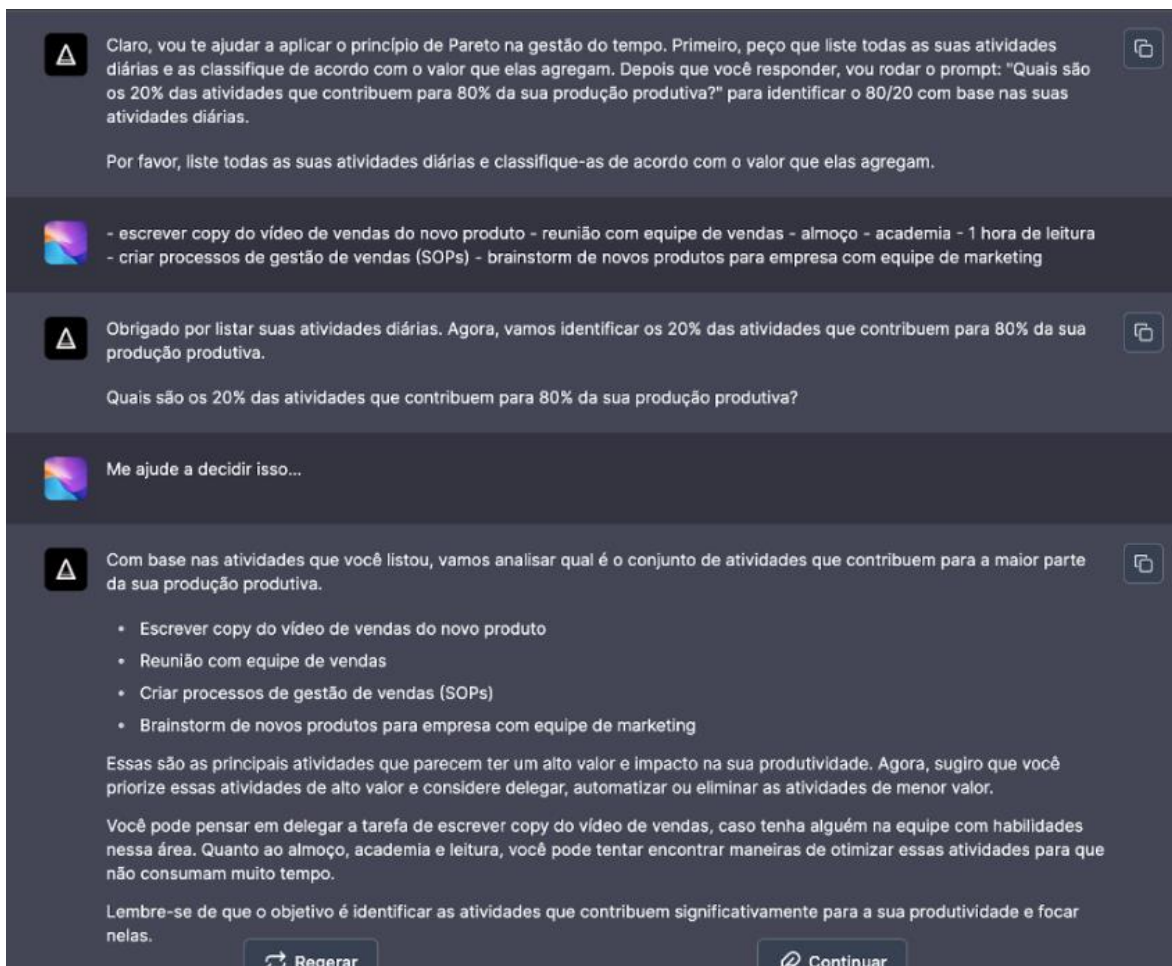 Claro, vou te ajudar a aplicar o princípio de Pareto na gestão do tempo. Primeiro, peço que liste todas as suas atividades
diárias e as classifique de acordo com o valor que elas agregam. Depois que você responder, vou rodar o prompt: "Quais são
os 20% das atividades que contribuem para 80% da sua produção produtiva?" para identificar o 80/20 com base nas suas
atividades diárias.
Por favor, liste todas as suas atividades diárias e classifique-as de acordo com o valor que elas agregam.
- escrever copy do vídeo de vendas do novo produto - reunião com equipe de vendas - almoço - academia - 1 hora de leitura
- criar processos de gestão de vendas (SOPs) - brainstorm de novos produtos para empresa com equipe de marketing
Obrigado por listar suas atividades diárias. Agora, vamos identificar os 20% das atividades que contribuem para 80% da sua
produção produtiva.
Quais são os 20% das atividades que contribuem para 80% da sua produção produtiva?
Me ajude a decidir isso...
Com base nas atividades que você listou, vamos analisar qual é o conjunto de atividades que contribuem para a maior parte
da sua produção produtiva.
• Escrever copy do vídeo de vendas do novo produto
• Reunião com equipe de vendas
• Criar processos de gestão de vendas (SOPs)
• Brainstorm de novos produtos para empresa com equipe de marketing
Essas são as principais atividades que parecem ter um alto valor e impacto na sua produtividade. Agora, sugiro que você
priorize essas atividades de alto valor e considere delegar, automatizar ou eliminar as atividades de menor valor.
Você pode pensar em delegar a tarefa de escrever copy do vídeo de vendas, caso tenha alguém na equipe com habilidades
nessa área. Quanto ao almoço, academia e leitura, você pode tentar encontrar maneiras de otimizar essas atividades para que
não consumam muito tempo.
Lembre-se de que o objetivo é identificar as atividades que contribuem significativamente para a sua produtividade e focar
nelas.
Regerar
Continuar